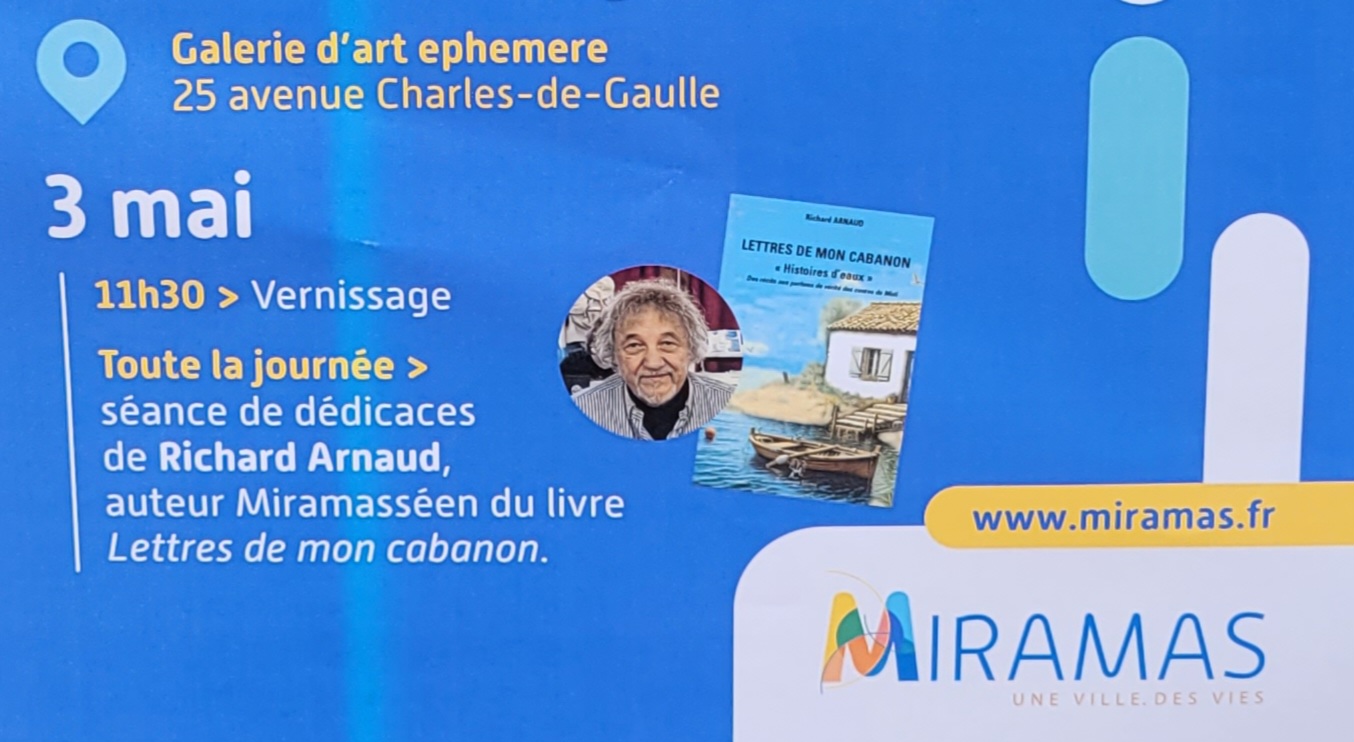 Galerie d'art ephemere
25 avenue Charles-de-Gaulle
3 mai
11h30 > Vernissage
Toute la journée >
séance de dédicaces
de Richard Arnaud,
auteur Miramasséen du livre
Lettres de mon cabanon.
Richard ARNAUD
LETTRES DE MON CABANON
« Histoires d'eaux »
www.miramas.fr
MIRAMAS
UNE VILLE. DES VIES